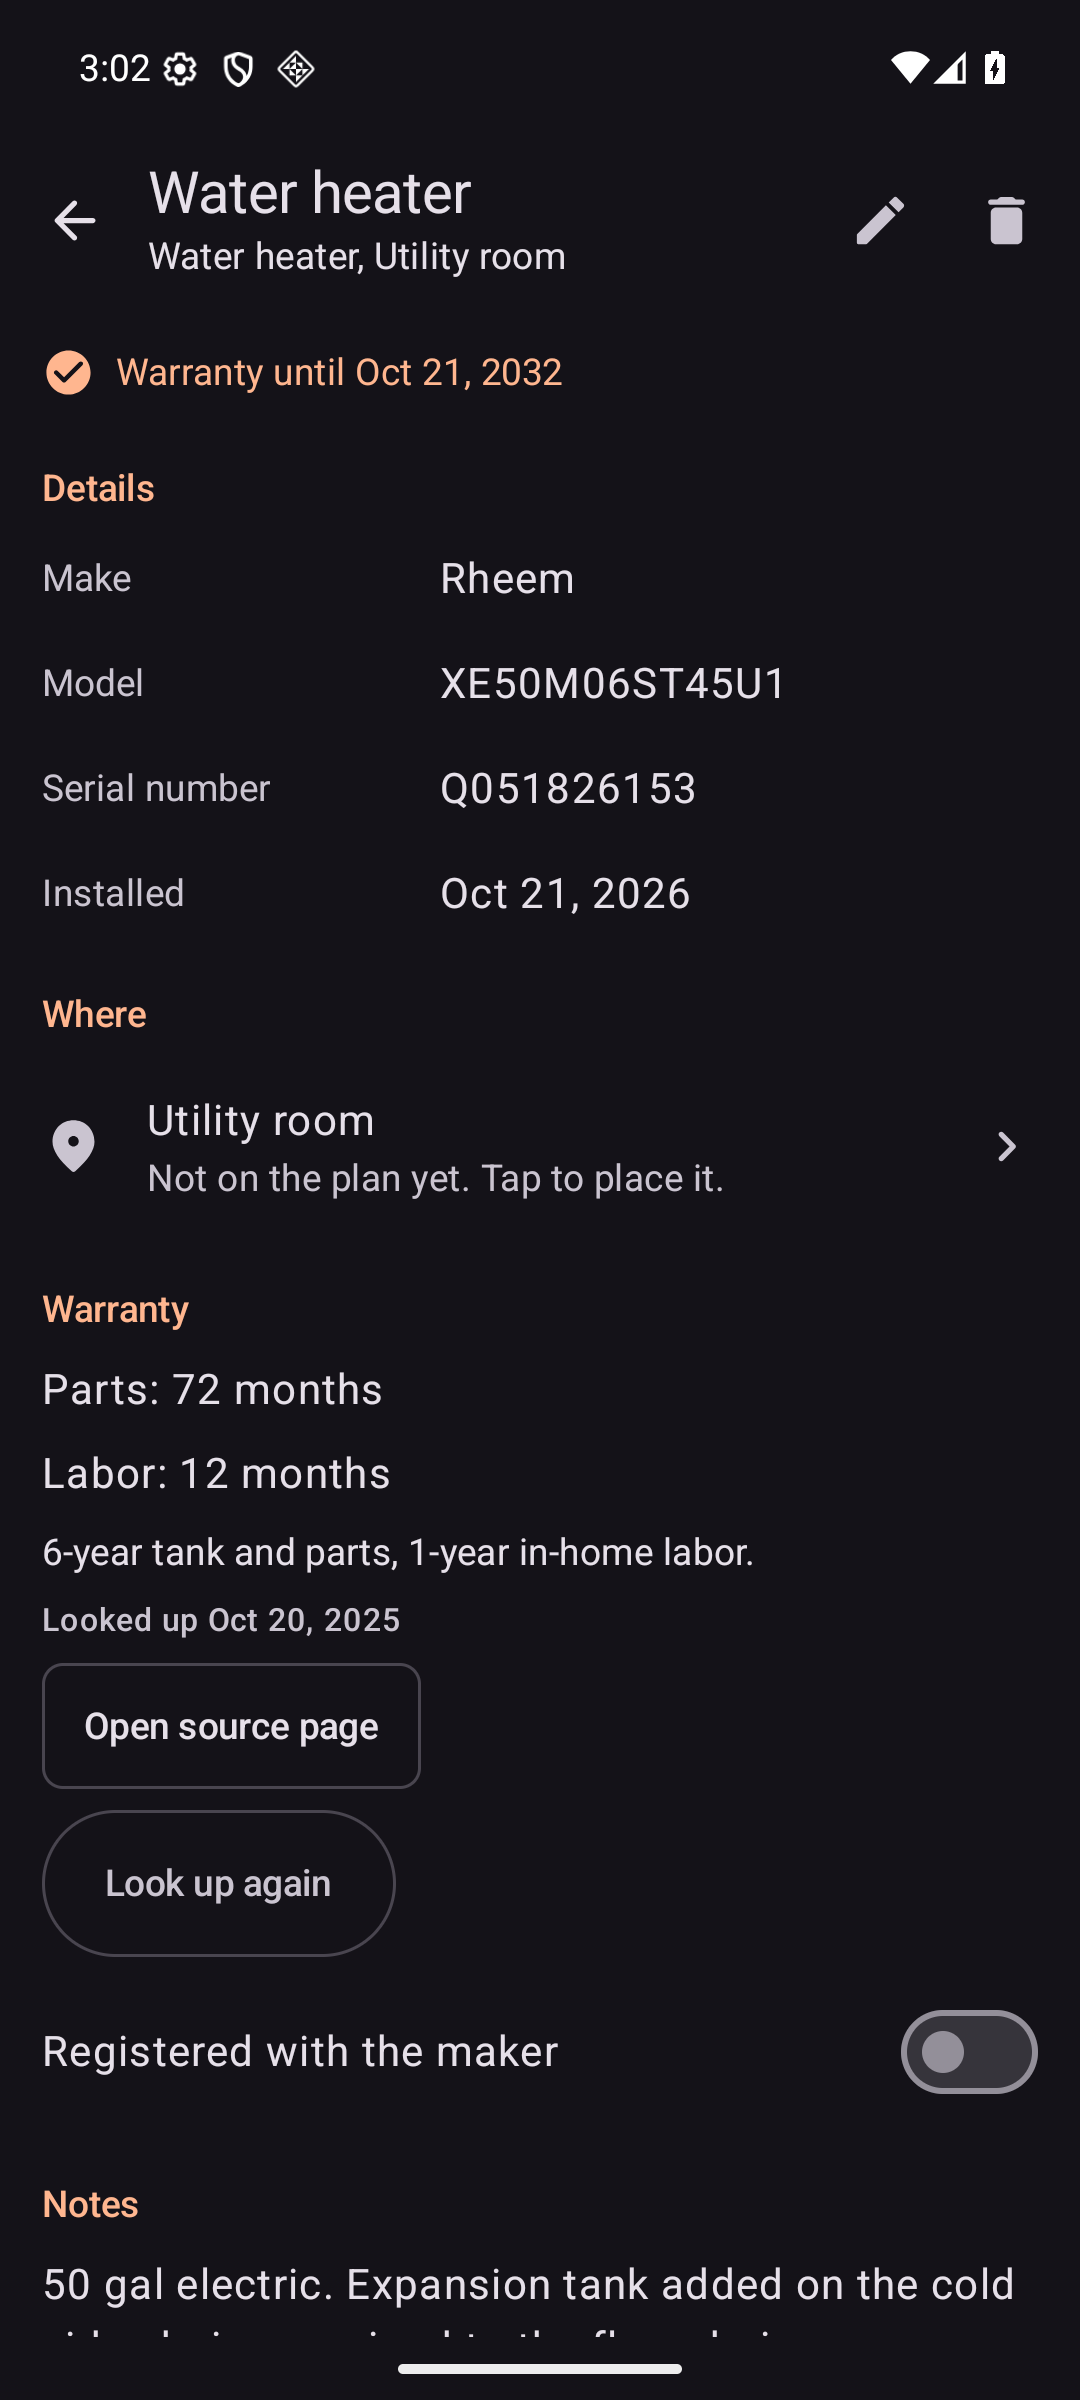 3:02
Water heater
Water heater, Utility room
Warranty until Oct 21, 2032
Details
Make Rheem
Model XE50M06ST45U1
Serial number Q051826153
Installed Oct 21, 2026
Where
Utility room
Not on the plan yet. Tap to place it.
Warranty
Parts: 72 months
Labor: 12 months
6-year tank and parts, 1-year in-home labor.
Looked up Oct 20, 2025
Open source page
Look up again
Registered with the maker
Notes
50 gal electric. Expansion tank added on the cold